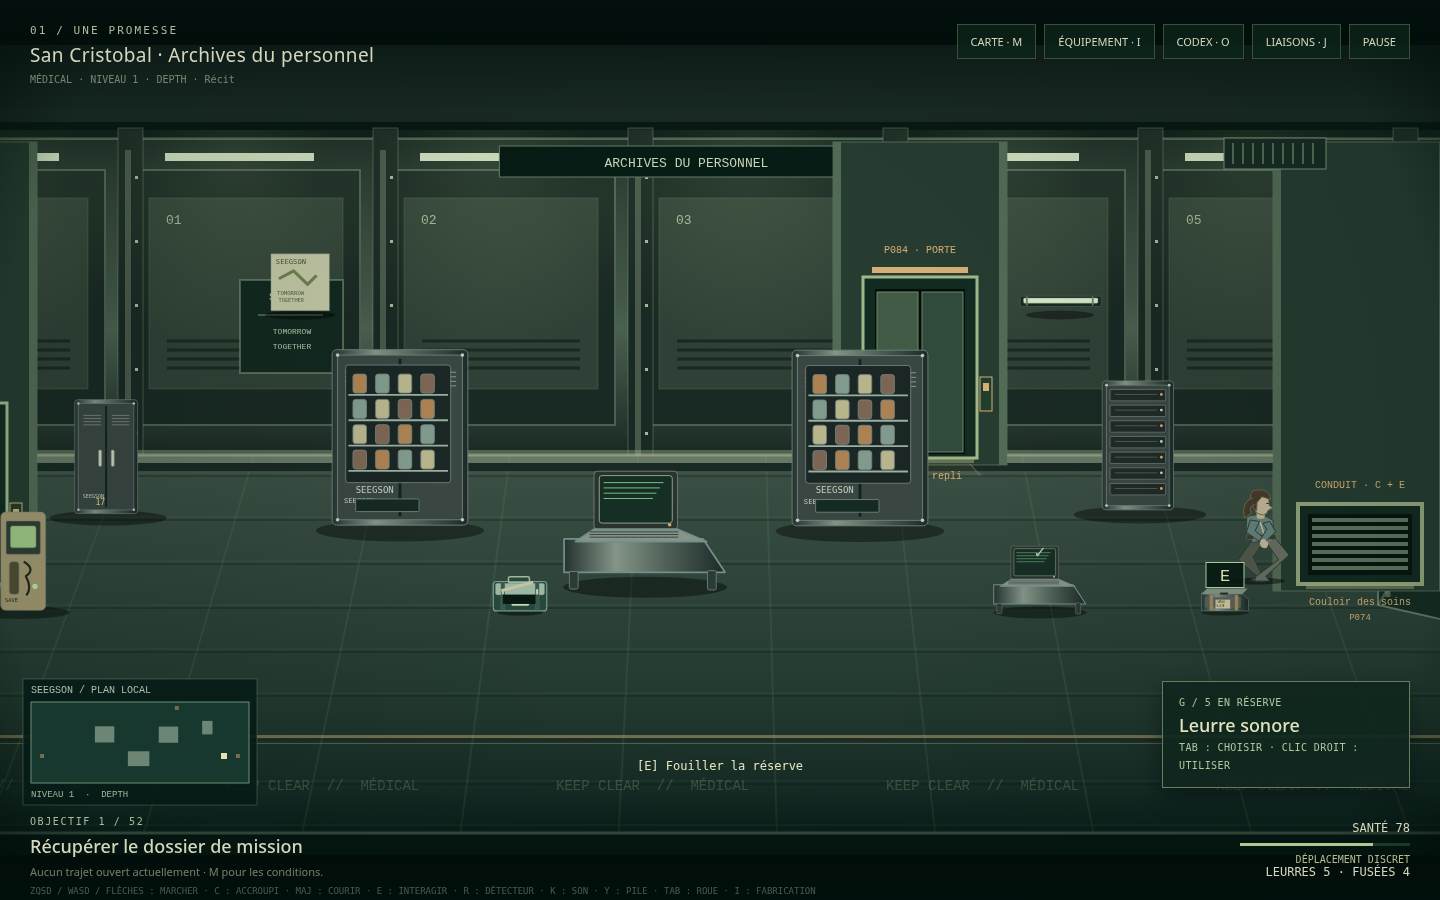 01 / UNE PROMESSE
San Cristobal · Archives du personnel
MÉDICAL · NIVEAU 1 · DEPTH · Récit
CARTE · M
ÉQUIPEMENT · I
CODEX · O
LIAISONS · J
PAUSE
ARCHIVES DU PERSONNEL
01
02
03
05
P084 · PORTE
SEEGSON
TOMORROW
TOGETHER
TOMORROW
TOGETHER
SEEGSON
17
SEEGSON
SEE
SEEGSON
SEE
repli
SAVE
✓
E
CONDUIT · C + E
Couloir des soins
P074
SEEGSON / PLAN LOCAL
NIVEAU 1 · DEPTH
G / 5 EN RÉSERVE
Leurre sonore
TAB : CHOISIR · CLIC DROIT :
UTILISER
[E] Fouiller la réserve
CLEAR // MÉDICAL
KEEP CLEAR // MÉDICAL
KEEP CLEAR // MÉDICAL
OBJECTIF 1 / 52
Récupérer le dossier de mission
Aucun trajet ouvert actuellement · M pour les conditions.
ZQSD / WASD / FLÈCHES : MARCHER · C : ACCROUPI · MAJ : COURIR · E : INTERAGIR · R : DÉTECTEUR · K : SON · Y : PILE · TAB : ROUE · I : FABRICATION
SANTÉ 78
DÉPLACEMENT DISCRET
LEURRES 5 · FUSÉES 4